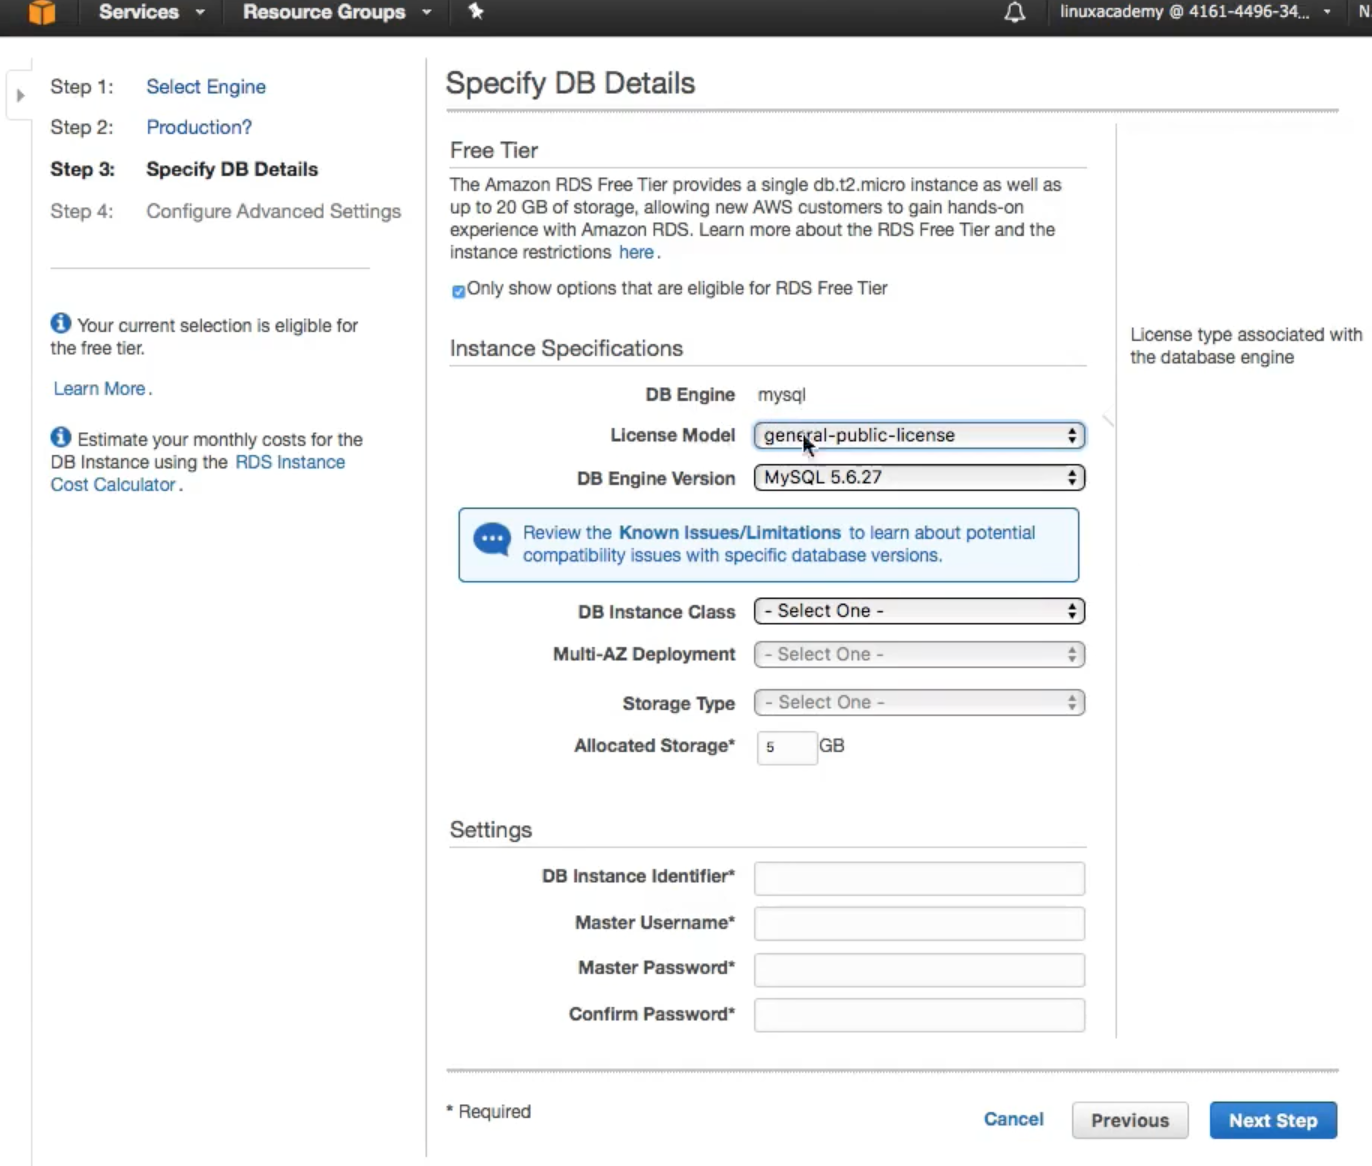 Services
Resource Groups
linuxacademy @ 4161-4496-34...
N
Step 1: Select Engine
Step 2: Production?
Step 3: Specify DB Details
Step 4: Configure Advanced Settings
Your current selection is eligible for
the free tier.
Learn More.
Estimate your monthly costs for the
DB Instance using the RDS Instance
Cost Calculator.
Specify DB Details
Free Tier
The Amazon RDS Free Tier provides a single db.t2.micro instance as well as
up to 20 GB of storage, allowing new AWS customers to gain hands-on
experience with Amazon RDS. Learn more about the RDS Free Tier and the
instance restrictions here.
Only show options that are eligible for RDS Free Tier
Instance Specifications
DB Engine mysql
License Model general-public-license
DB Engine Version MySQL 5.6.27
Review the Known Issues/Limitations to learn about potential
compatibility issues with specific database versions.
DB Instance Class - Select One -
Multi-AZ Deployment - Select One -
Storage Type - Select One -
Allocated Storage* 5 GB
Settings
DB Instance Identifier*
Master Username*
Master Password*
Confirm Password*
License type associated with
the database engine
* Required
Cancel
Previous
Next Step